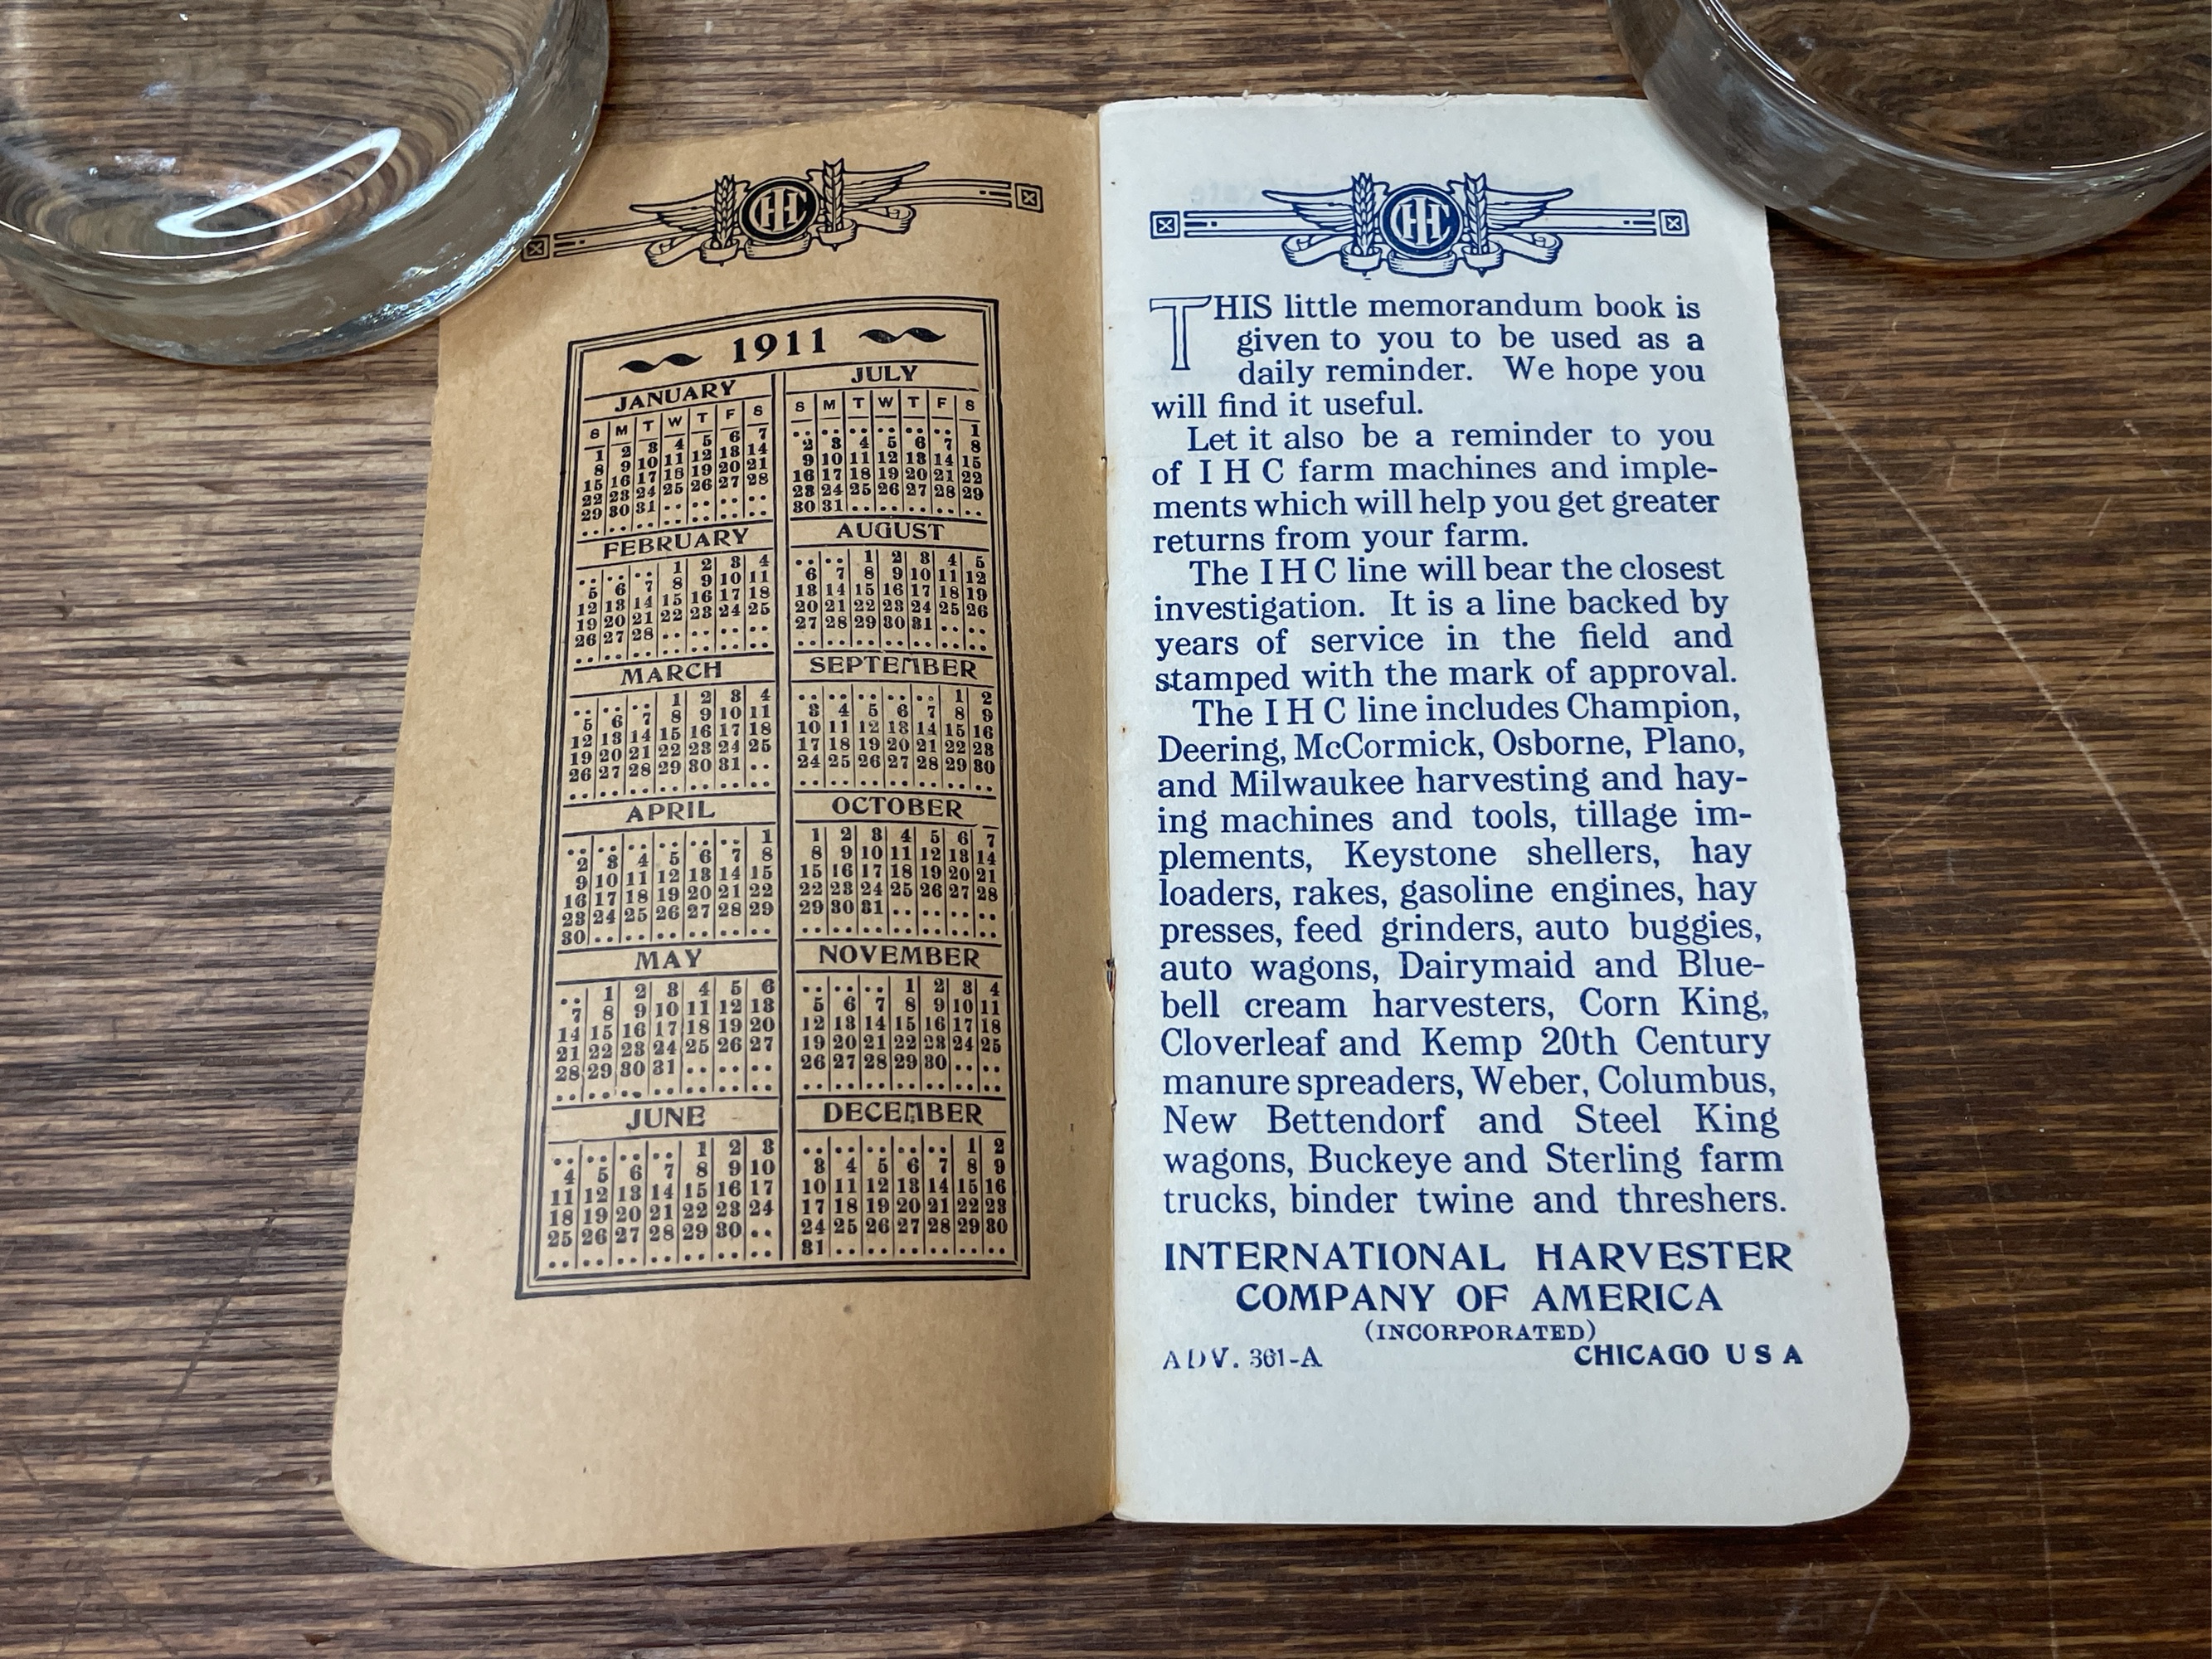 IHC
1911
JANUARY
S M T W T F S
1 2 3 4 5 6 7
8 9 10 11 12 13 14
15 16 17 18 19 20 21
22 23 24 25 26 27 28
29 30 31 .. .. .. ..
.. .. .. .. .. .. ..
FEBRUARY
.. .. .. 1 2 3 4
5 6 7 8 9 10 11
12 13 14 15 16 17 18
19 20 21 22 23 24 25
26 27 28 .. .. .. ..
.. .. .. .. .. .. ..
MARCH
.. .. .. 1 2 3 4
5 6 7 8 9 10 11
12 13 14 15 16 17 18
19 20 21 22 23 24 25
26 27 28 29 30 31 ..
.. .. .. .. .. .. ..
APRIL
.. .. .. .. .. .. 1
2 3 4 5 6 7 8
9 10 11 12 13 14 15
16 17 18 19 20 21 22
23 24 25 26 27 28 29
30 .. .. .. .. .. ..
MAY
.. 1 2 3 4 5 6
7 8 9 10 11 12 13
14 15 16 17 18 19 20
21 22 23 24 25 26 27
28 29 30 31 .. .. ..
.. .. .. .. .. .. ..
JUNE
.. .. .. .. 1 2 3
4 5 6 7 8 9 10
11 12 13 14 15 16 17
18 19 20 21 22 23 24
25 26 27 28 29 30 ..
.. .. .. .. .. .. ..
JULY
S M T W T F S
.. .. .. .. .. .. 1
2 3 4 5 6 7 8
9 10 11 12 13 14 15
16 17 18 19 20 21 22
23 24 25 26 27 28 29
30 31 .. .. .. .. ..
AUGUST
.. .. 1 2 3 4 5
6 7 8 9 10 11 12
13 14 15 16 17 18 19
20 21 22 23 24 25 26
27 28 29 30 31 .. ..
.. .. .. .. .. .. ..
SEPTEMBER
.. .. .. .. .. 1 2
3 4 5 6 7 8 9
10 11 12 13 14 15 16
17 18 19 20 21 22 23
24 25 26 27 28 29 30
.. .. .. .. .. .. ..
OCTOBER
1 2 3 4 5 6 7
8 9 10 11 12 13 14
15 16 17 18 19 20 21
22 23 24 25 26 27 28
29 30 31 .. .. .. ..
.. .. .. .. .. .. ..
NOVEMBER
.. .. .. 1 2 3 4
5 6 7 8 9 10 11
12 13 14 15 16 17 18
19 20 21 22 23 24 25
26 27 28 29 30 .. ..
.. .. .. .. .. .. ..
DECEMBER
.. .. .. .. .. 1 2
3 4 5 6 7 8 9
10 11 12 13 14 15 16
17 18 19 20 21 22 23
24 25 26 27 28 29 30
31 .. .. .. .. .. ..
IHC
THIS little memorandum book is
given to you to be used as a
daily reminder. We hope you
will find it useful.
Let it also be a reminder to you
of I H C farm machines and imple-
ments which will help you get greater
returns from your farm.
The I H C line will bear the closest
investigation. It is a line backed by
years of service in the field and
stamped with the mark of approval.
The I H C line includes Champion,
Deering, McCormick, Osborne, Plano,
and Milwaukee harvesting and hay-
ing machines and tools, tillage im-
plements, Keystone shellers, hay
loaders, rakes, gasoline engines, hay
presses, feed grinders, auto buggies,
auto wagons, Dairymaid and Blue-
bell cream harvesters, Corn King,
Cloverleaf and Kemp 20th Century
manure spreaders, Weber, Columbus,
New Bettendorf and Steel King
wagons, Buckeye and Sterling farm
trucks, binder twine and threshers.
INTERNATIONAL HARVESTER
COMPANY OF AMERICA
(INCORPORATED)
ADV. 361-A CHICAGO U S A